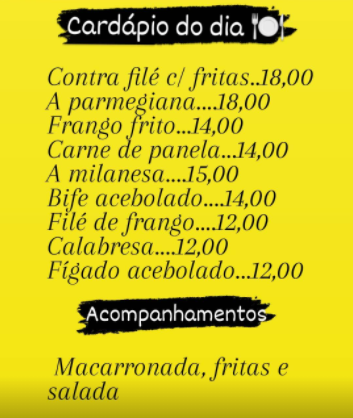 Cardápio do dia 🍽
Contra filé c/ fritas..18,00
A parmegiana....18,00
Frango frito...14,00
Carne de panela...14,00
A milanesa....15,00
Bife acebolado....14,00
Filé de frango....12,00
Calabresa....12,00
Fígado acebolado...12,00
Acompanhamentos
Macarronada, fritas e
salada